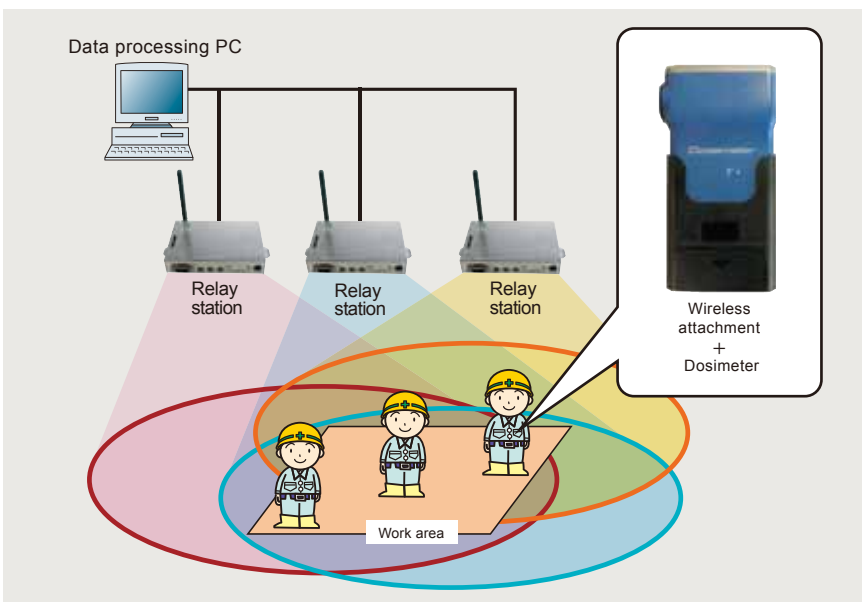 Data processing PC
Relay
station
Relay
station
Relay
station
Wireless
attachment
+
Dosimeter
Work area